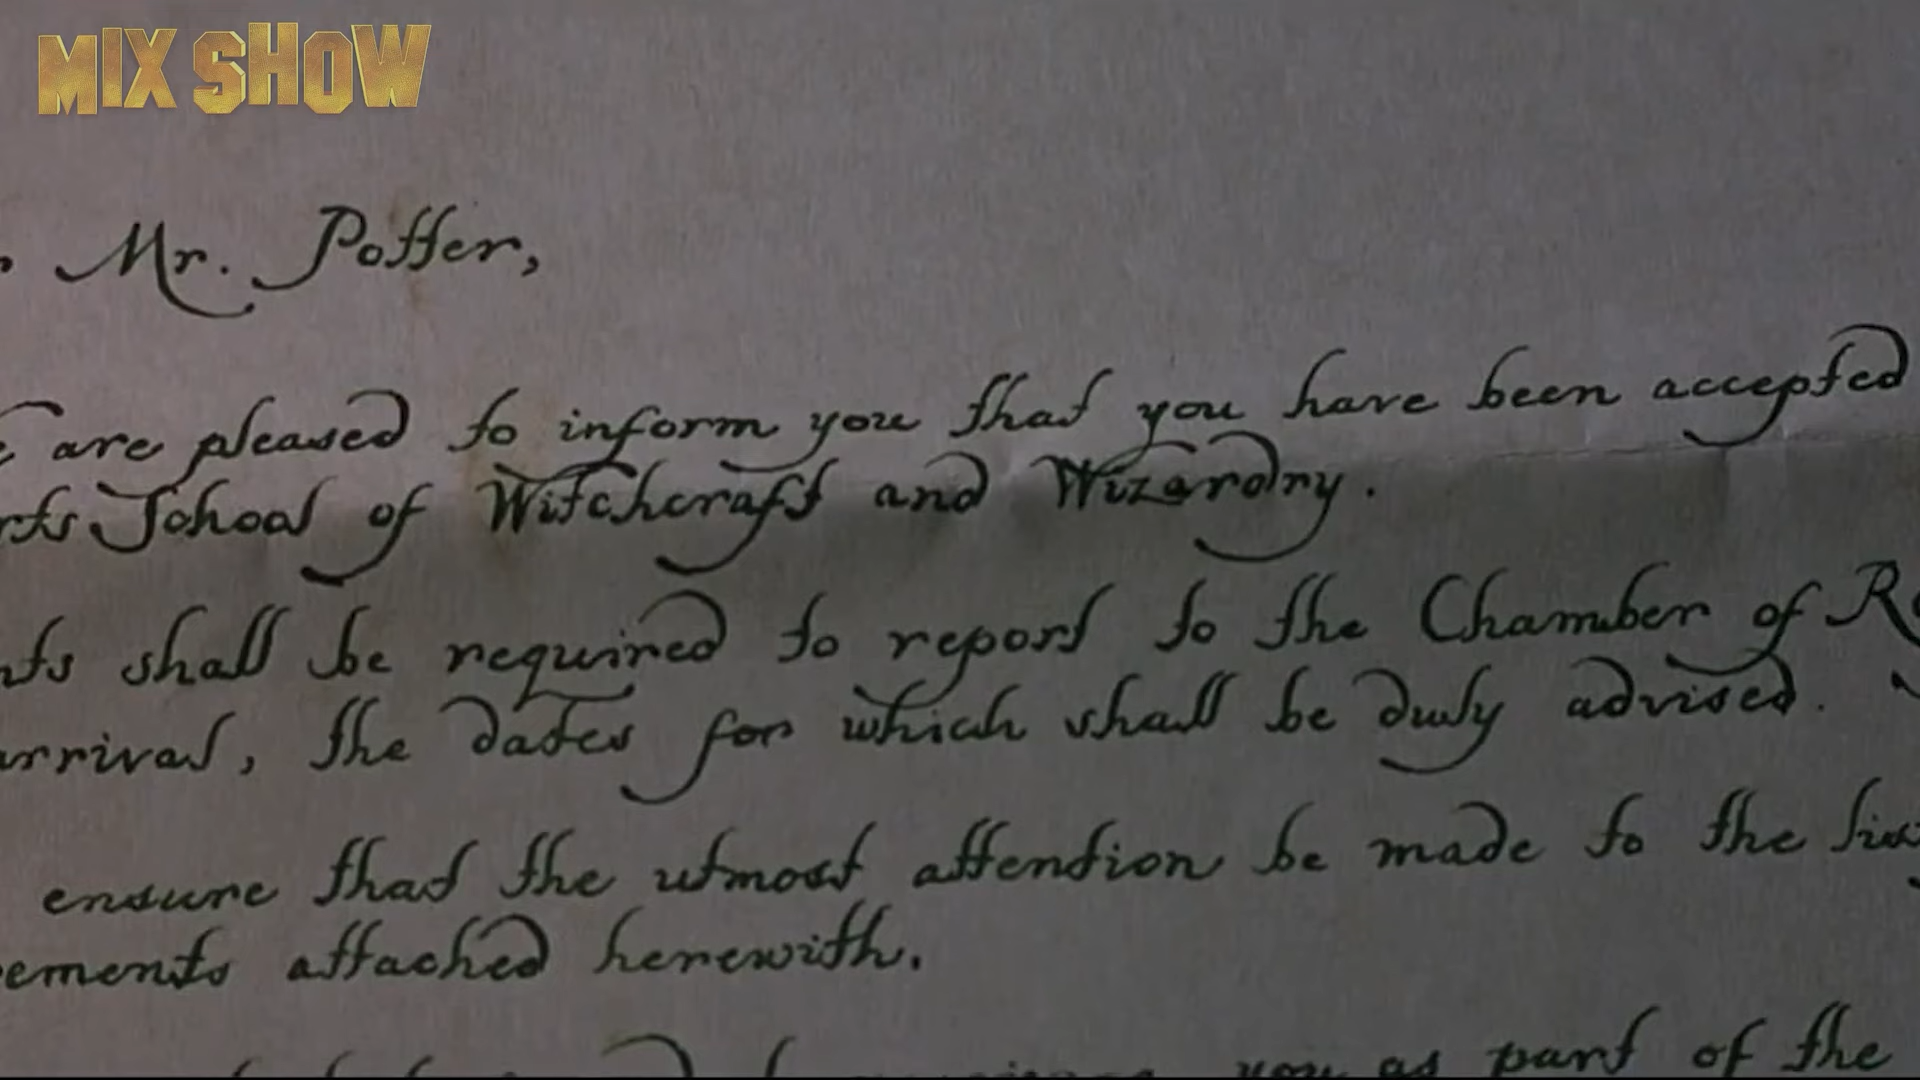 MIX SHOW
Mr. Potter,
are pleased to inform you that you have been accepted
School of Witchcraft and Wizardry.
shall be required to report to the Chamber of
arrival, the dates for which shall be duly advised.
ensure that the utmost attention be made to the
attached herewith.
you as part of the